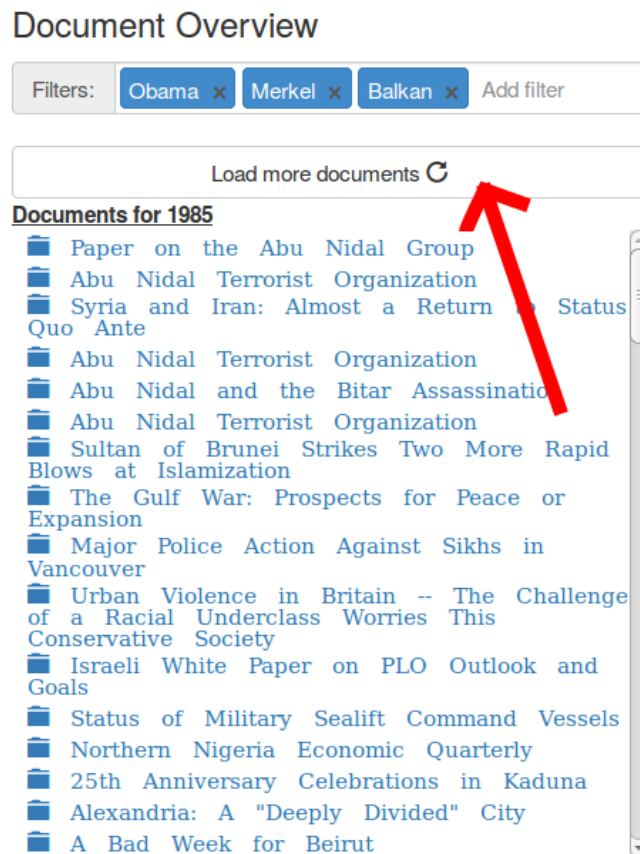 Document Overview
Filters: Obama × Merkel × Balkan × Add filter
Load more documents
Documents for 1985
Paper on the Abu Nidal Group
Abu Nidal Terrorist Organization
Syria and Iran: Almost a Return to Status
Quo Ante
Abu Nidal Terrorist Organization
Abu Nidal and the Bitar Assassinatio
Abu Nidal Terrorist Organization
Sultan of Brunei Strikes Two More Rapid
Blows at Islamization
The Gulf War: Prospects for Peace or
Expansion
Major Police Action Against Sikhs in
Vancouver
Urban Violence in Britain -- The Challenge
of a Racial Underclass Worries This
Conservative Society
Israeli White Paper on PLO Outlook and
Goals
Status of Military Sealift Command Vessels
Northern Nigeria Economic Quarterly
25th Anniversary Celebrations in Kaduna
Alexandria: A "Deeply Divided" City
A Bad Week for Beirut